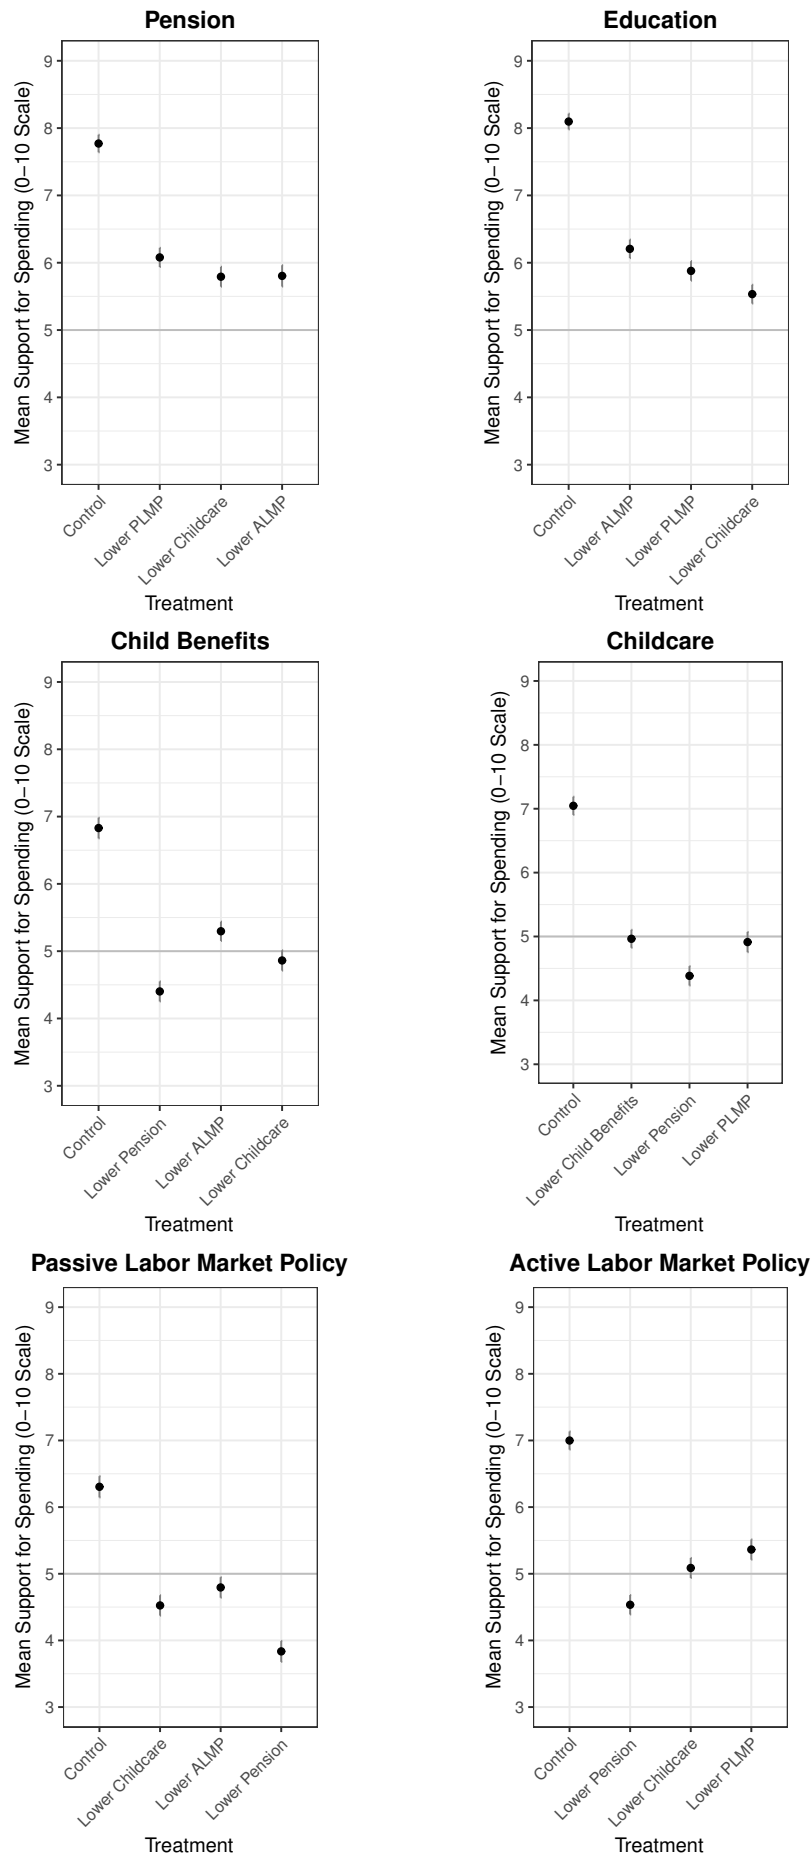 Pension
Mean Support for Spending (0–10 Scale)
9
8
7
6
5
4
3
Control
Lower PLMP
Lower Childcare
Lower ALMP
Treatment
Education
Mean Support for Spending (0–10 Scale)
9
8
7
6
5
4
3
Control
Lower ALMP
Lower PLMP
Lower Childcare
Treatment
Child Benefits
Mean Support for Spending (0–10 Scale)
9
8
7
6
5
4
3
Control
Lower Pension
Lower ALMP
Lower Childcare
Treatment
Childcare
Mean Support for Spending (0–10 Scale)
9
8
7
6
5
4
3
Control
Lower Child Benefits
Lower Pension
Lower PLMP
Treatment
Passive Labor Market Policy
Mean Support for Spending (0–10 Scale)
9
8
7
6
5
4
3
Control
Lower Childcare
Lower ALMP
Lower Pension
Treatment
Active Labor Market Policy
Mean Support for Spending (0–10 Scale)
9
8
7
6
5
4
3
Control
Lower Pension
Lower Childcare
Lower PLMP
Treatment